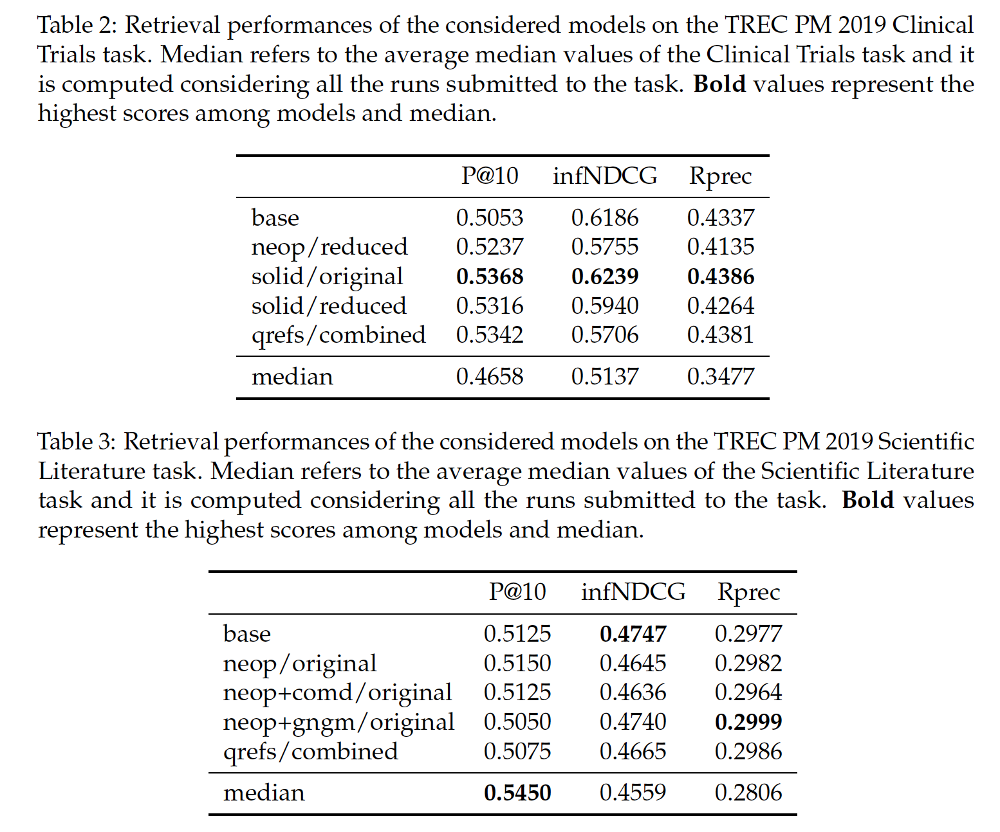 Table 2: Retrieval performances of the considered models on the TREC PM 2019 Clinical
Trials task. Median refers to the average median values of the Clinical Trials task and it
is computed considering all the runs submitted to the task. Bold values represent the
highest scores among models and median.
P@10 infNDCG Rprec
base 0.5053 0.6186 0.4337
neop/reduced 0.5237 0.5755 0.4135
solid/original 0.5368 0.6239 0.4386
solid/reduced 0.5316 0.5940 0.4264
qrefs/combined 0.5342 0.5706 0.4381
median 0.4658 0.5137 0.3477
Table 3: Retrieval performances of the considered models on the TREC PM 2019 Scientific
Literature task. Median refers to the average median values of the Scientific Literature
task and it is computed considering all the runs submitted to the task. Bold values
represent the highest scores among models and median.
P@10 infNDCG Rprec
base 0.5125 0.4747 0.2977
neop/original 0.5150 0.4645 0.2982
neop+comd/original 0.5125 0.4636 0.2964
neop+gngm/original 0.5050 0.4740 0.2999
qrefs/combined 0.5075 0.4665 0.2986
median 0.5450 0.4559 0.2806